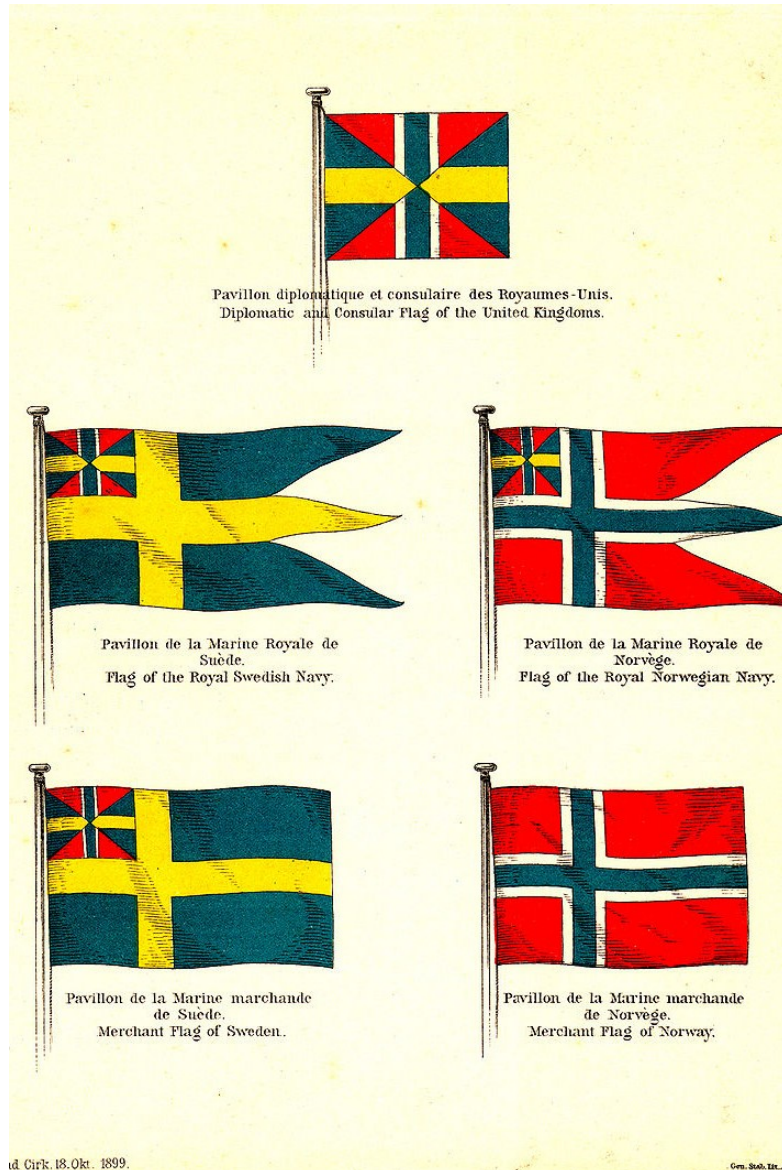 Pavillon diplomatique et consulaire des Royaumes-Unis.
Diplomatic and Consular Flag of the United Kingdoms.
Pavillon de la Marine Royale de
Suède.
Flag of the Royal Swedish Navy.
Pavillon de la Marine Royale de
Norvège.
Flag of the Royal Norwegian Navy.
Pavillon de la Marine marchande
de Suède.
Merchant Flag of Sweden.
Pavillon de la Marine marchande
de Norvège.
Merchant Flag of Norway.
Cirk. 18. Okt. 1899.
Gen. Stab. Lit